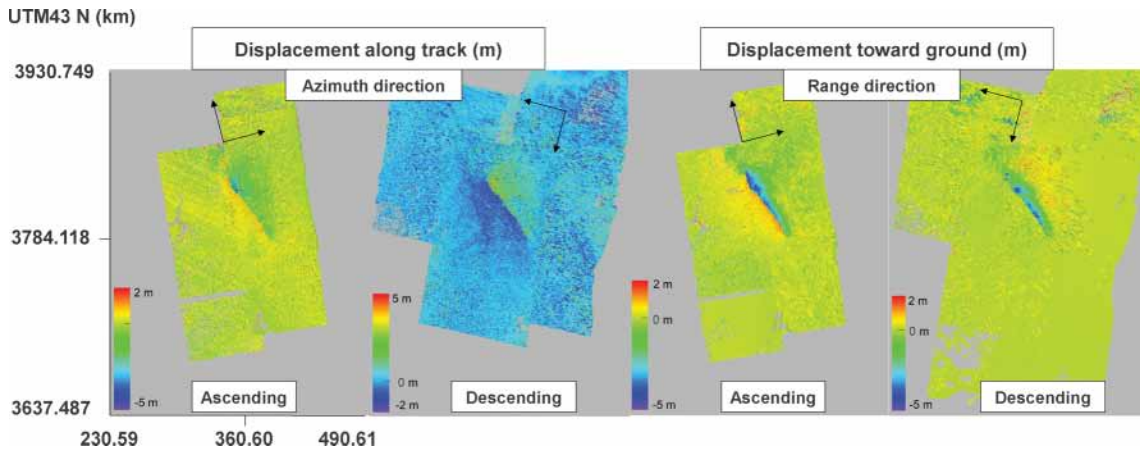 UTM43 N (km)
Displacement along track (m)
Displacement toward ground (m)
3930.749
Azimuth direction
Range direction
3784.118
2 m
-5 m
Ascending
5 m
0 m
-2 m
Descending
2 m
0 m
-5 m
Ascending
2 m
0 m
-5 m
Descending
3637.487
230.59 360.60 490.61